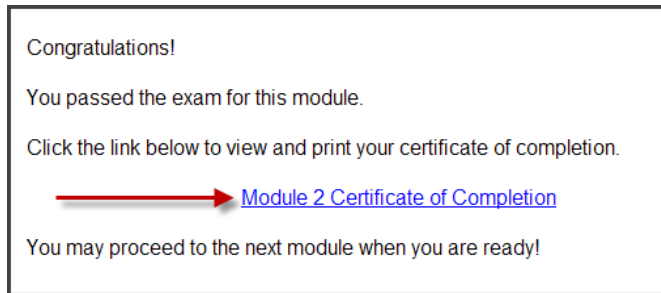 Congratulations!
You passed the exam for this module.
Click the link below to view and print your certificate of completion.
Module 2 Certificate of Completion
You may proceed to the next module when you are ready!